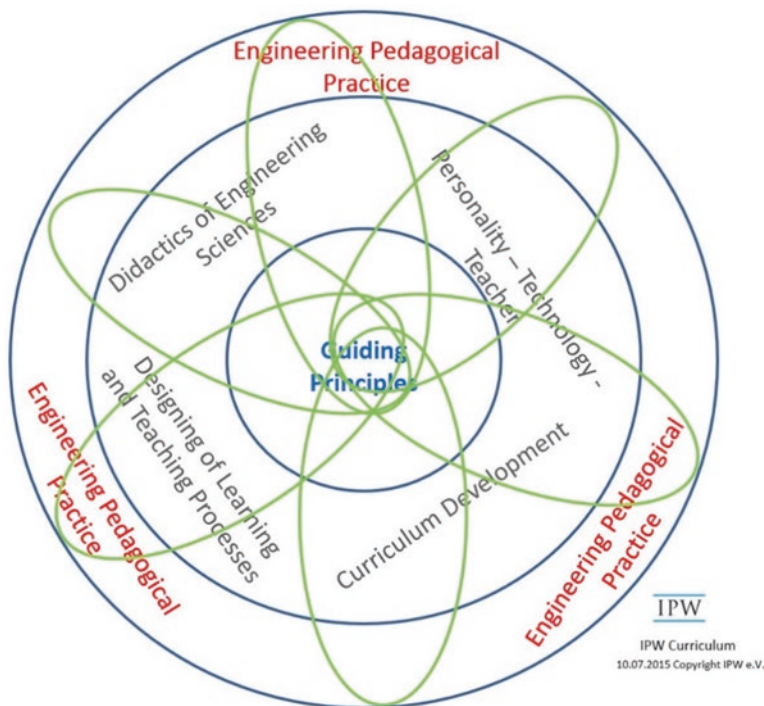 Engineering Pedagogical
Practice
Didactics of Engineering
Sciences
Personality – Technology -
Teacher
Guiding
Principles
Designing of Learning
and Teaching Processes
Curriculum Development
Engineering Pedagogical
Practice
Engineering Pedagogical
Practice
IPW
IPW Curriculum
10.07.2015 Copyright IPW e.V.